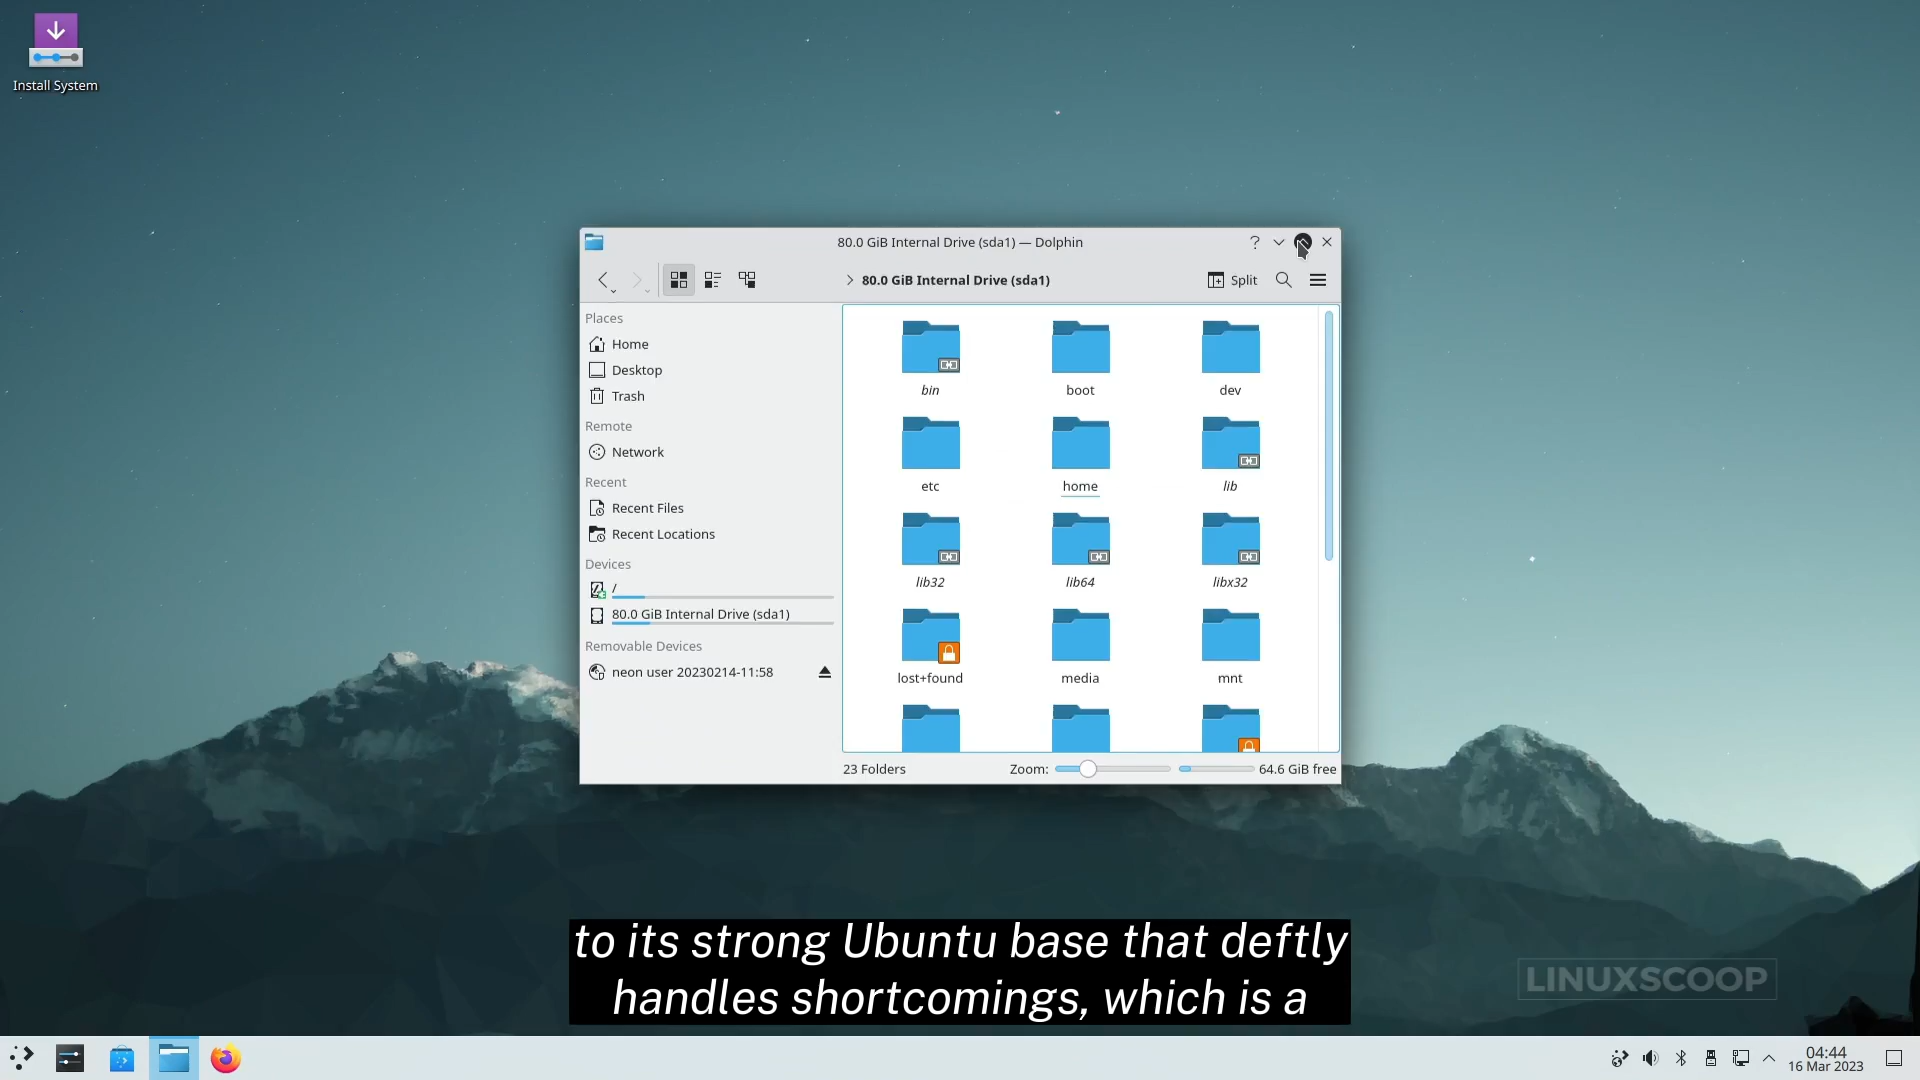 Install System
80.0 GiB Internal Drive (sda1) — Dolphin
80.0 GiB Internal Drive (sda1)
Split
Places
Home
Desktop
Trash
Remote
Network
Recent
Recent Files
Recent Locations
Devices
/
80.0 GiB Internal Drive (sda1)
Removable Devices
neon user 20230214-11:58
bin boot dev
etc home lib
lib32 lib64 libx32
lost+found media mnt
23 Folders
Zoom:
64.6 GiB free
to its strong Ubuntu base that deftly
handles shortcomings, which is a
LINUXSCOOP
04:44
16 Mar 2023